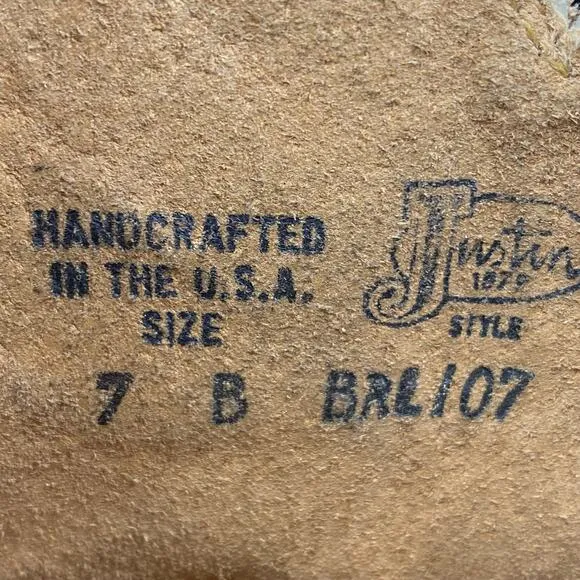 HANDCRAFTED
IN THE U.S.A.
SIZE
7 B
Justin
1879
STYLE
BRL107